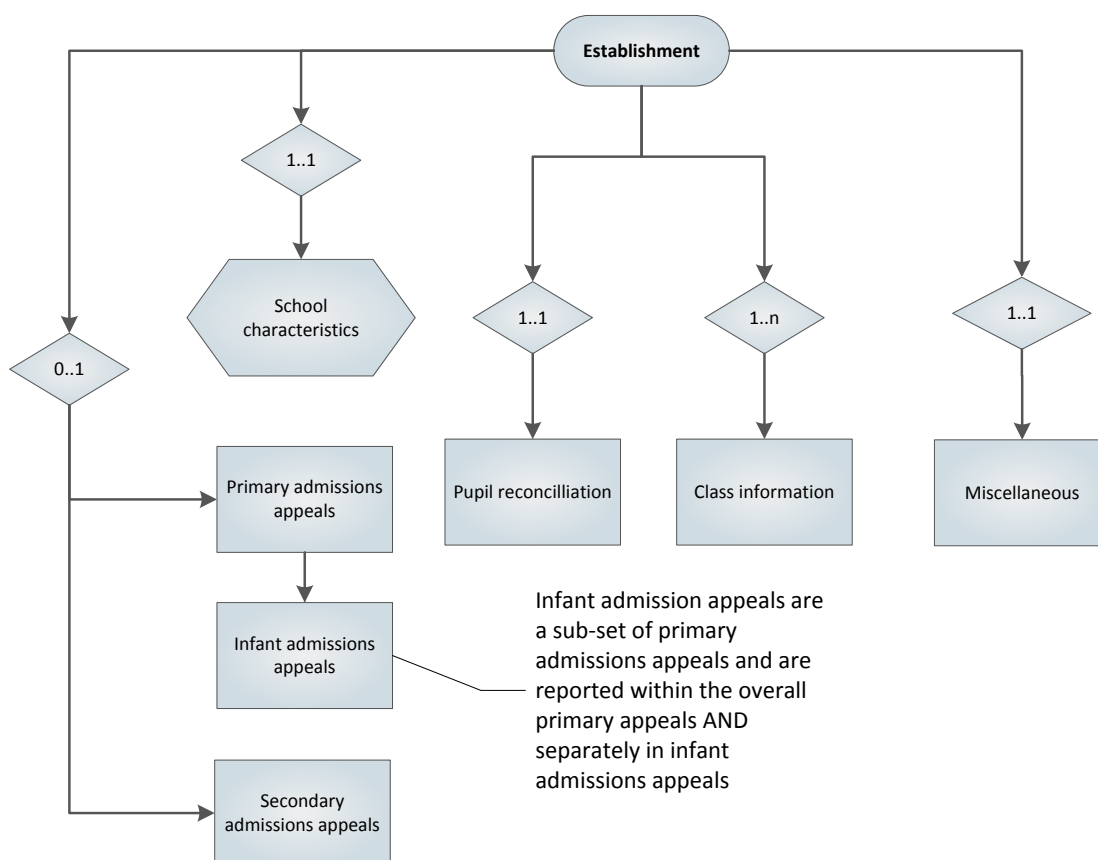 Establishment
1..1
School
characteristics
1..1
1..n
1..1
0..1
Primary admissions
appeals
Pupil reconcilliation
Class information
Miscellaneous
Infant admissions
appeals
Infant admission appeals are
a sub-set of primary
admissions appeals and are
reported within the overall
primary appeals AND
separately in infant
admissions appeals
Secondary
admissions appeals